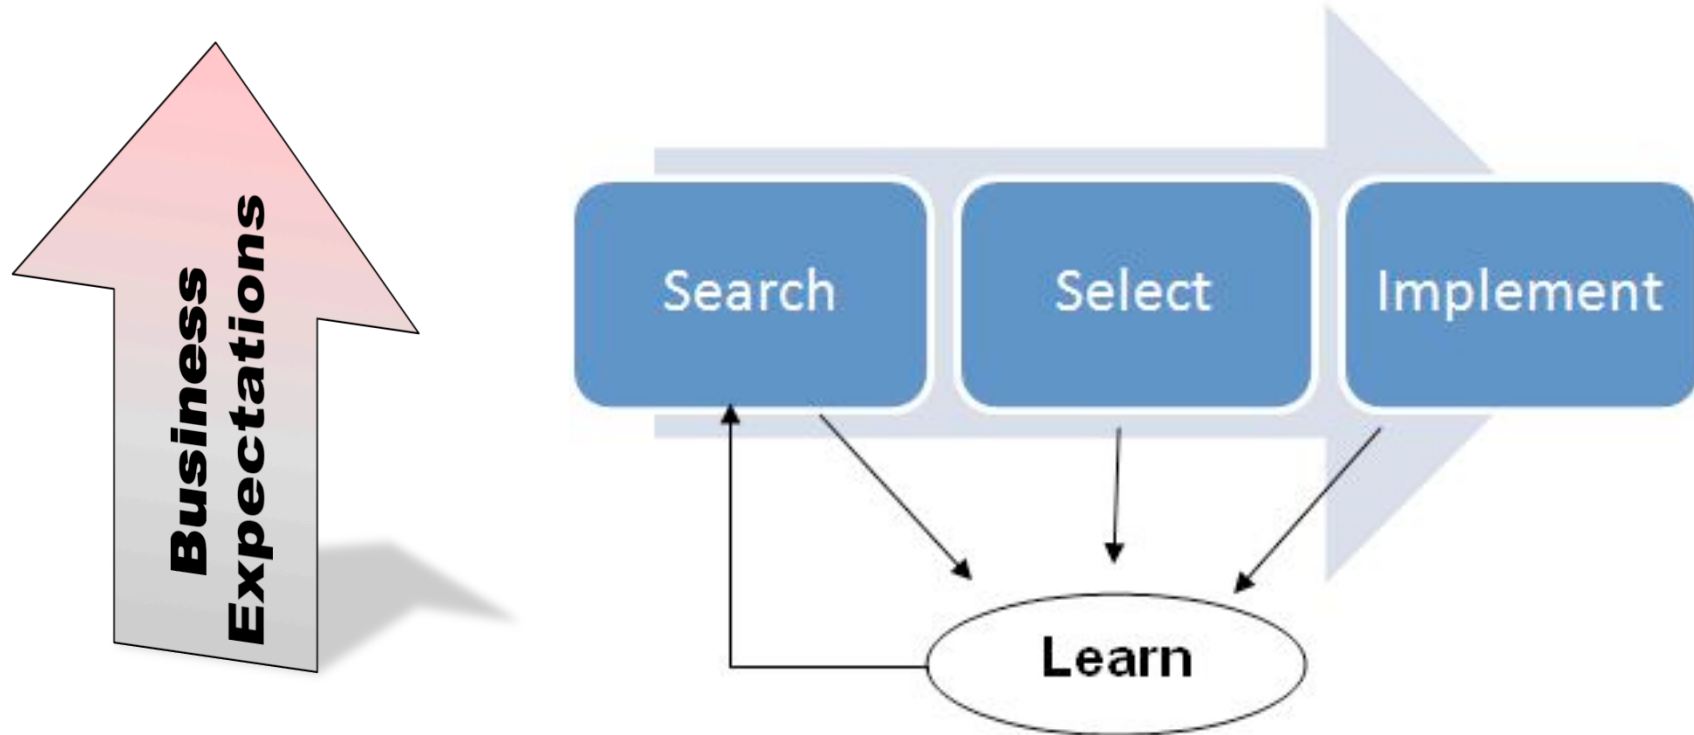 Business
Expectations
Search
Select
Implement
Learn